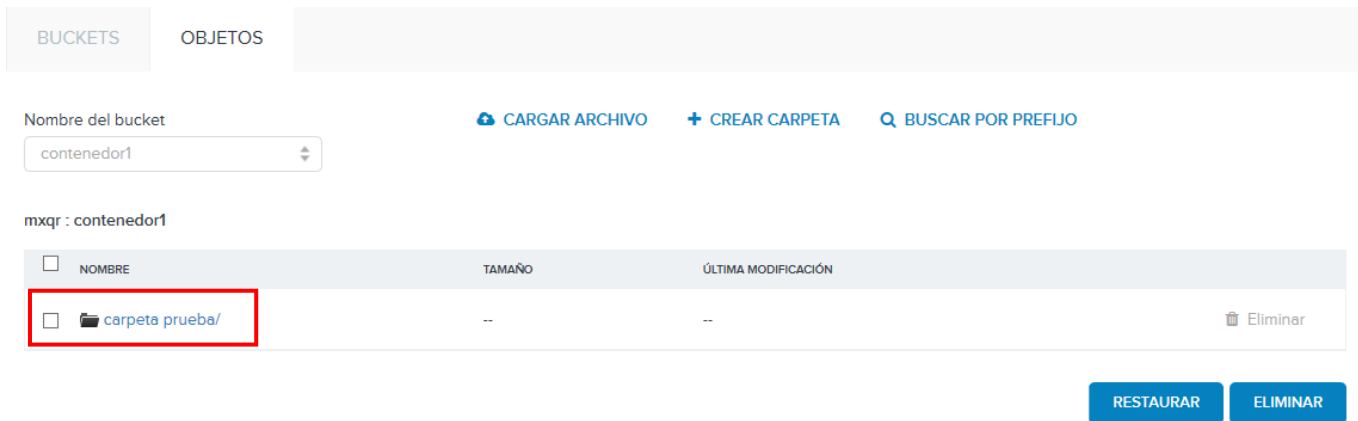 BUCKETS OBJETOS
Nombre del bucket
CARGAR ARCHIVO CREAR CARPETA BUSCAR POR PREFIJO
contenedor1
mxqr : contenedor1
NOMBRE TAMAÑO ÚLTIMA MODIFICACIÓN
carpeta prueba/ -- -- Eliminar
RESTAURAR ELIMINAR